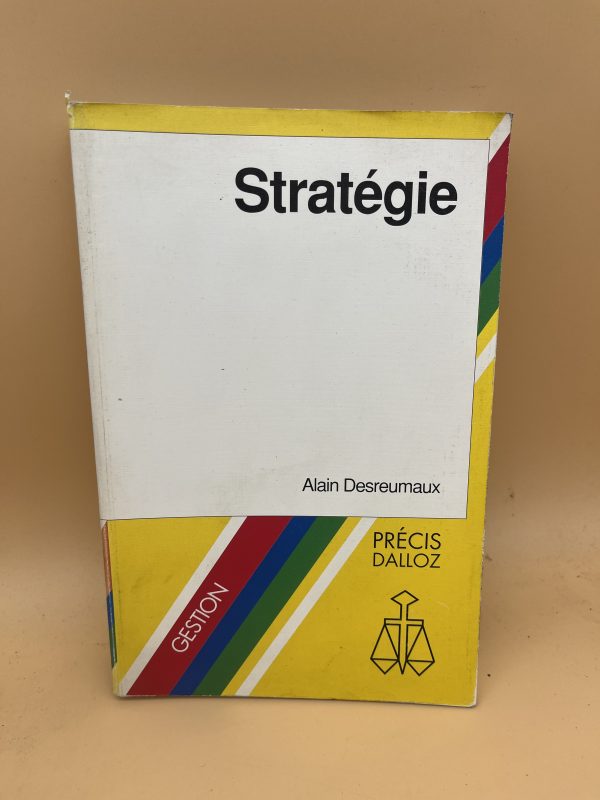 Stratégie
Alain Desreumaux
PRÉCIS
DALLOZ
GESTION